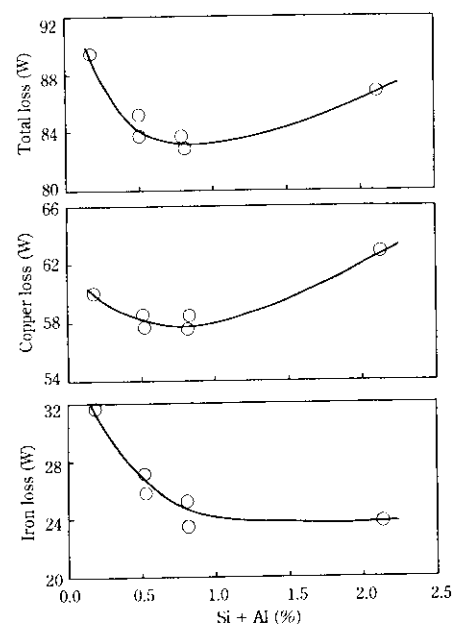 92
88
84
80
Total loss (W)
66
62
58
54
Copper loss (W)
32
28
24
20
Iron loss (W)
0.0 0.5 1.0 1.5 2.0 2.5
Si + Al (%)